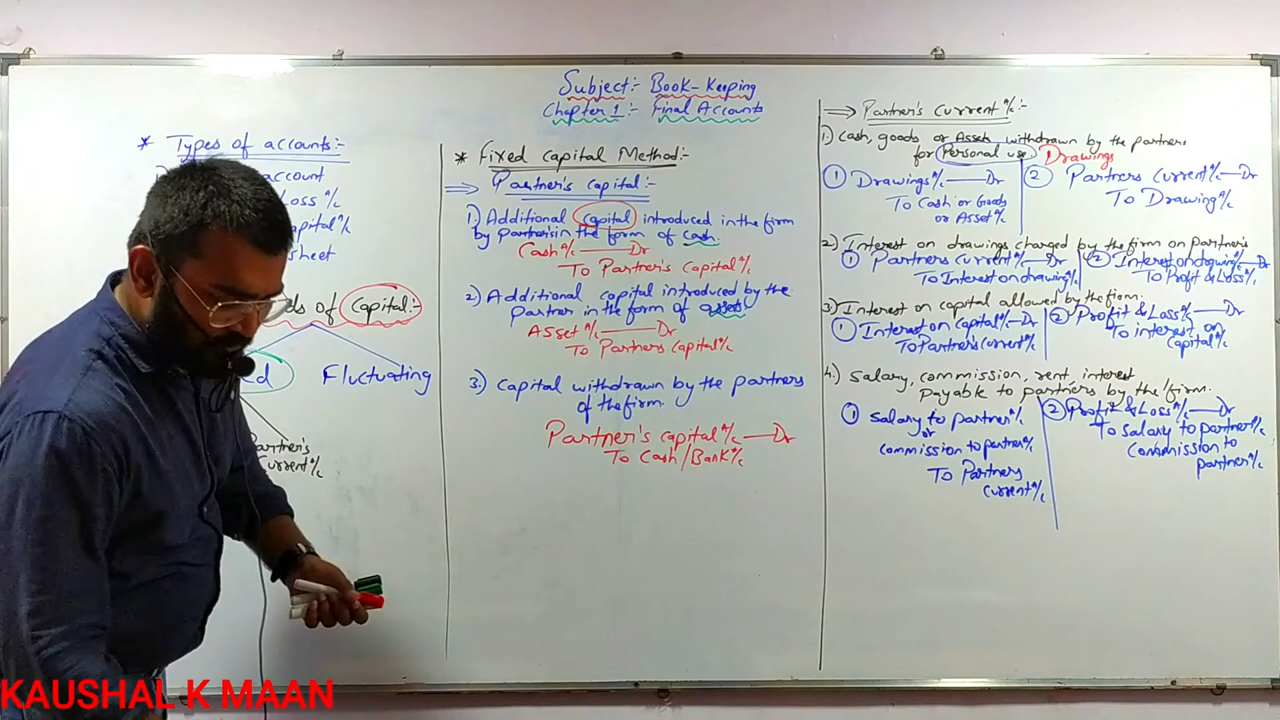 Subject:- Book-Keeping
Chapter 1:- Final Accounts
* Types of accounts:-
account
Loss A/c
apital A/c
sheet
ds of Capital:-
ed Fluctuating
Partner's
Current A/c
* Fixed Capital Method:-
⇒ Partner's Capital:-
1) Additional Capital introduced in the firm
by partners in the form of cash.
Cash A/c — Dr
To Partner's Capital A/c
2) Additional capital introduced by the
partner in the form of assets
Asset A/c — Dr
To Partners Capital A/c
3.) Capital withdrawn by the partners
of the firm.
Partner's capital A/c — Dr
To Cash/Bank A/c
⇒ Partner's Current A/c:-
1.) Cash, goods or Assets withdrawn by the partners
for Personal use Drawings
① Drawings A/c — Dr
To Cash or Goods
or Asset A/c
② Partners Current A/c — Dr
To Drawing A/c
2) Interest on drawings charged by the firm on partner's
① Partners Current A/c — Dr
To Interest on drawing A/c
② Interest on drawing A/c — Dr
To Profit & Loss A/c
3) Interest on capital allowed by the firm.
① Interest on Capital A/c — Dr
To Partner's Current A/c
② Profit & Loss A/c — Dr
To interest on
Capital A/c
4.) Salary, commission, rent, interest
payable to partners by the firm.
① Salary to partner A/c
or
commission to partner A/c
To Partners
Current A/c
② Profit & Loss A/c — Dr
To Salary to partner A/c
Commission to
partner A/c
KAUSHAL K MAAN